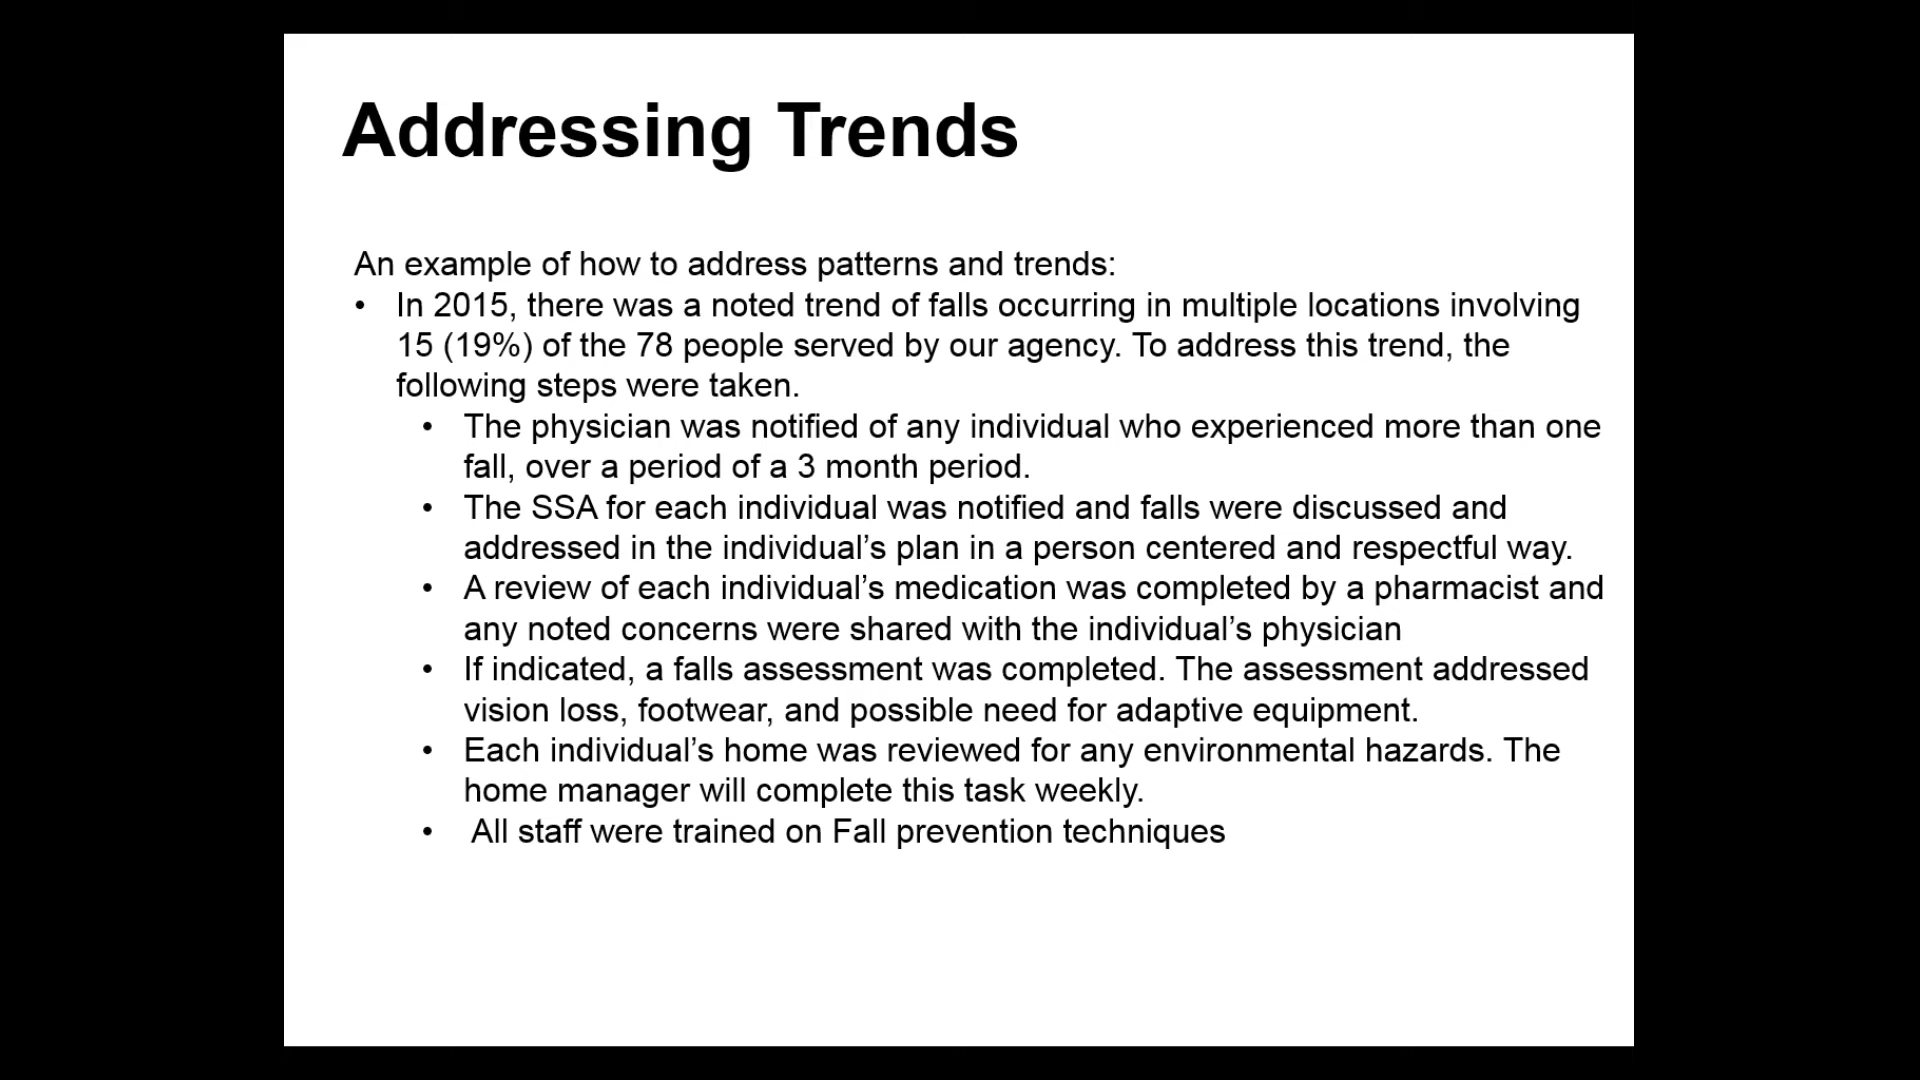 Addressing Trends
An example of how to address patterns and trends:
• In 2015, there was a noted trend of falls occurring in multiple locations involving
15 (19%) of the 78 people served by our agency. To address this trend, the
following steps were taken.
• The physician was notified of any individual who experienced more than one
fall, over a period of a 3 month period.
• The SSA for each individual was notified and falls were discussed and
addressed in the individual’s plan in a person centered and respectful way.
• A review of each individual’s medication was completed by a pharmacist and
any noted concerns were shared with the individual’s physician
• If indicated, a falls assessment was completed. The assessment addressed
vision loss, footwear, and possible need for adaptive equipment.
• Each individual’s home was reviewed for any environmental hazards. The
home manager will complete this task weekly.
• All staff were trained on Fall prevention techniques